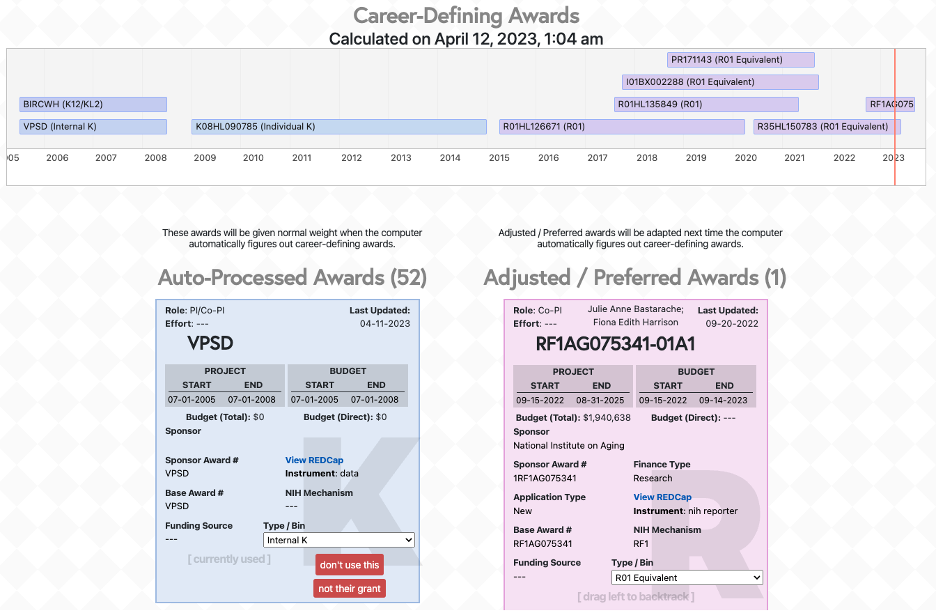 Career-Defining Awards
Calculated on April 12, 2023, 1:04 am
PR171143 (R01 Equivalent)
I01BX002288 (R01 Equivalent)
BIRCWH (K12/KL2)
R01HL135849 (R01)
RF1AG075
VPSD (Internal K)
K08HL090785 (Individual K)
R01HL126671 (R01)
R35HL150783 (R01 Equivalent)
05 2006 2007 2008 2009 2010 2011 2012 2013 2014 2015 2016 2017 2018 2019 2020 2021 2022 2023
These awards will be given normal weight when the computer
automatically figures out career-defining awards.
Auto-Processed Awards (52)
Role: PI/Co-PI
Last Updated:
Effort: ---
04-11-2023
VPSD
PROJECT
BUDGET
START END START END
07-01-2005 07-01-2008 07-01-2005 07-01-2008
Budget (Total): $0 Budget (Direct): $0
Sponsor
Sponsor Award #
View REDCap
VPSD
Instrument: data
Base Award #
NIH Mechanism
VPSD
---
Funding Source
Type / Bin
---
Internal K
[ currently used ]
don't use this
not their grant
K
Adjusted / Preferred awards will be adapted next time the computer
automatically figures out career-defining awards.
Adjusted / Preferred Awards (1)
Role: Co-PI
Julie Anne Bastarache;
Last Updated:
Effort: ---
Fiona Edith Harrison
09-20-2022
RF1AG075341-01A1
PROJECT
BUDGET
START END START END
09-15-2022 08-31-2025 09-15-2022 09-14-2023
Budget (Total): $1,940,638 Budget (Direct): ---
Sponsor
National Institute on Aging
Sponsor Award #
Finance Type
1RF1AG075341
Research
Application Type
View REDCap
New
Instrument: nih reporter
Base Award #
NIH Mechanism
RF1AG075341
RF1
Funding Source
Type / Bin
---
R01 Equivalent
[ drag left to backtrack ]
R